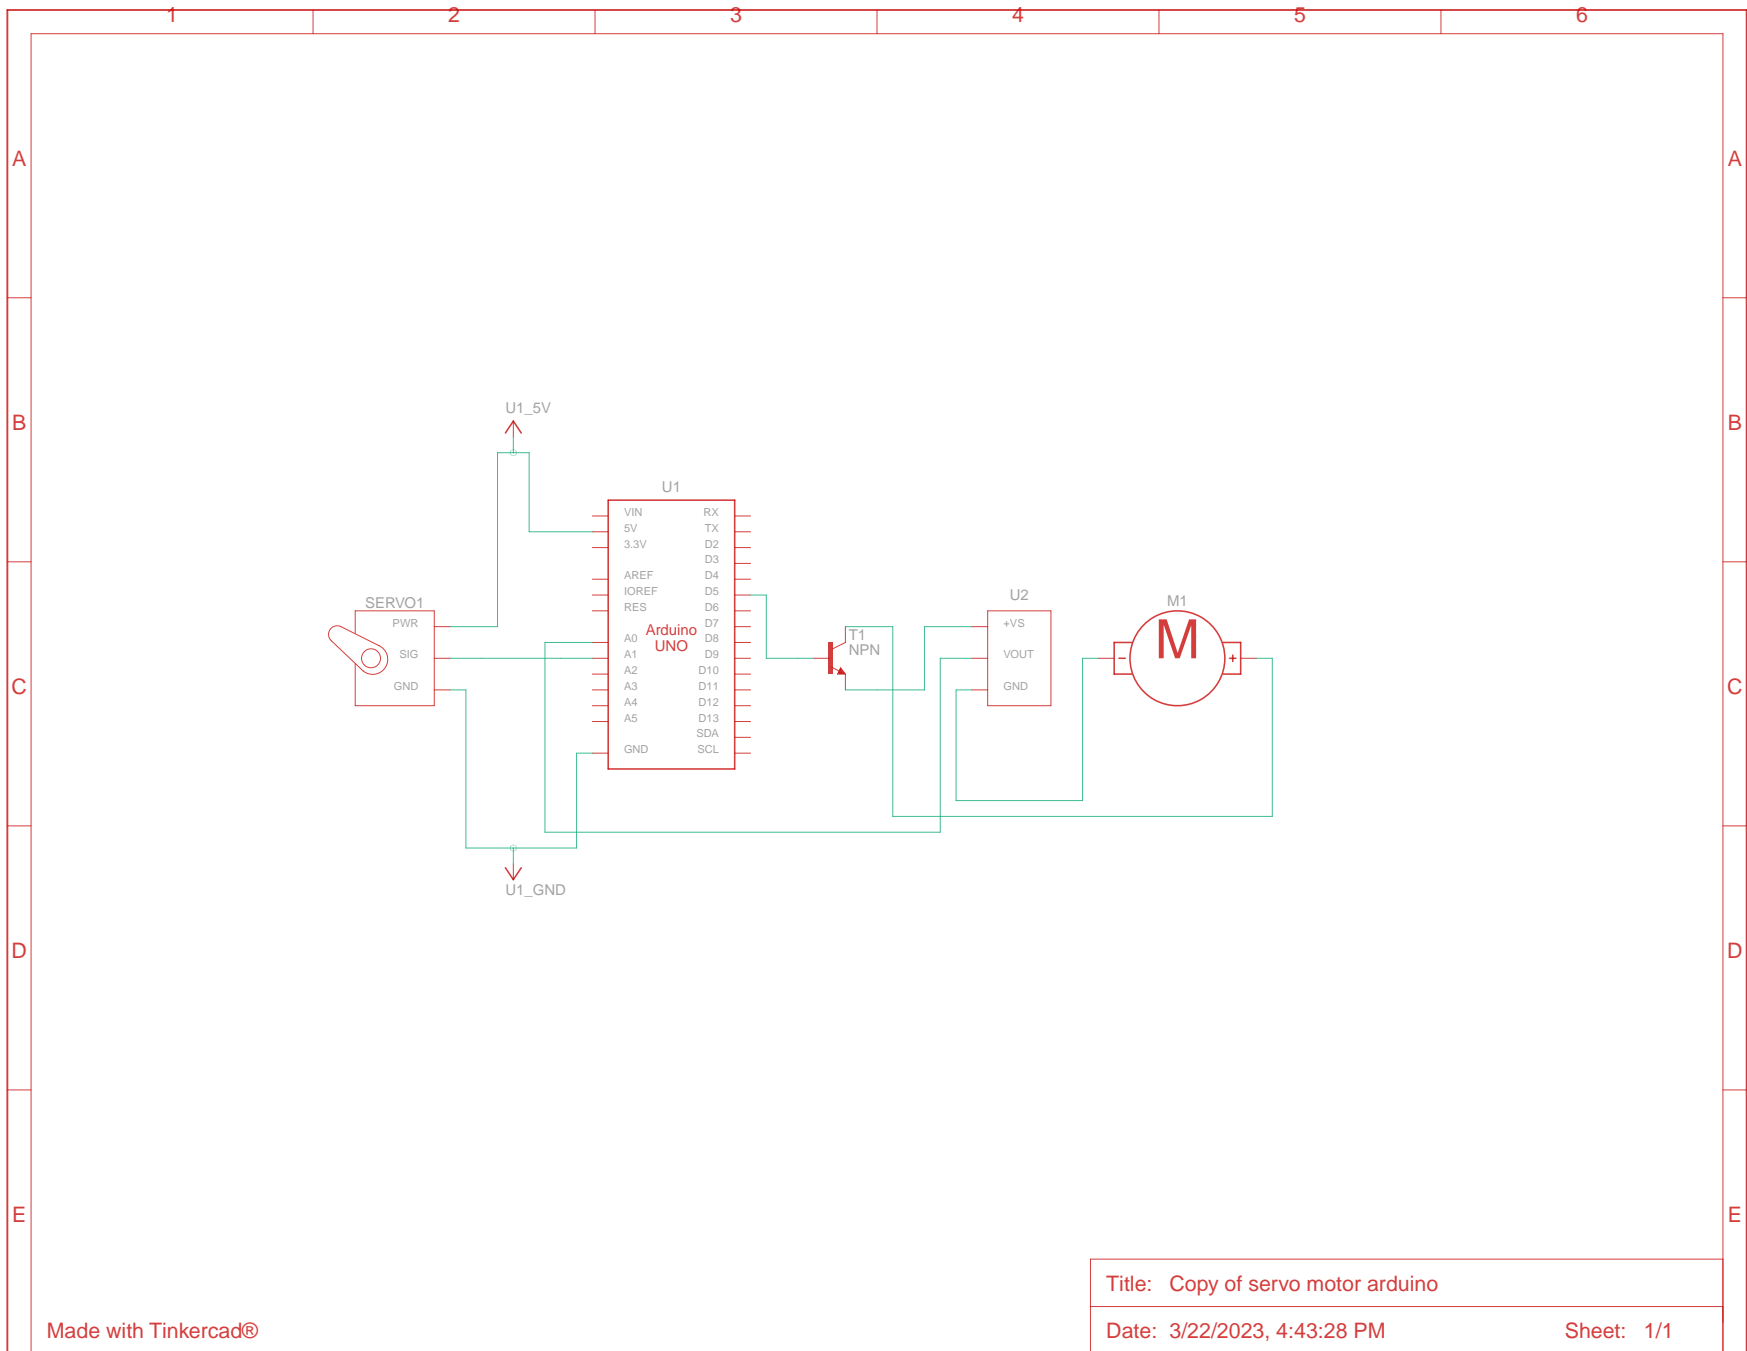 1 2 3 4 5 6
A A
U1_5V
B B
U1
VIN RX
5V TX
3.3V D2
D3
AREF D4
IOREF D5
RES D6
D7
A0 D8
A1 D9
A2 D10
A3 D11
A4 D12
A5 D13
SDA
GND SCL
Arduino
UNO
SERVO1
PWR
SIG
GND
T1
NPN
U2
+VS
VOUT
GND
M1
M
- +
C C
U1_GND
D D
E E
Title: Copy of servo motor arduino
Made with Tinkercad®
Date: 3/22/2023, 4:43:28 PM Sheet: 1/1